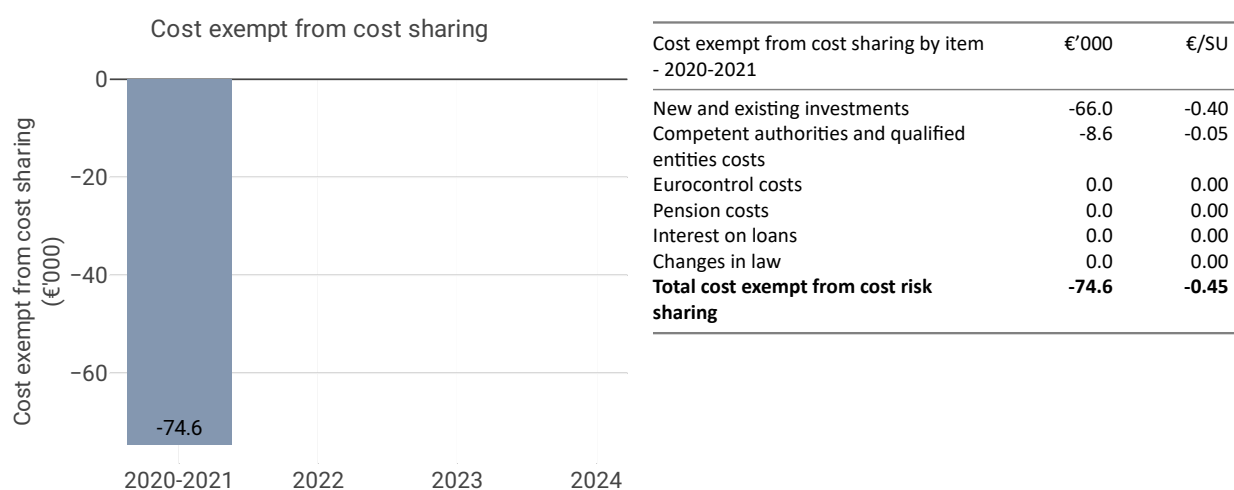 Cost exempt from cost sharing
Cost exempt from cost sharing
(€'000)
0
−20
−40
−60
-74.6
2020-2021 2022 2023 2024
Cost exempt from cost sharing by item €’000 €/SU
- 2020-2021
New and existing investments -66.0 -0.40
Competent authorities and qualified -8.6 -0.05
entities costs
Eurocontrol costs 0.0 0.00
Pension costs 0.0 0.00
Interest on loans 0.0 0.00
Changes in law 0.0 0.00
Total cost exempt from cost risk -74.6 -0.45
sharing